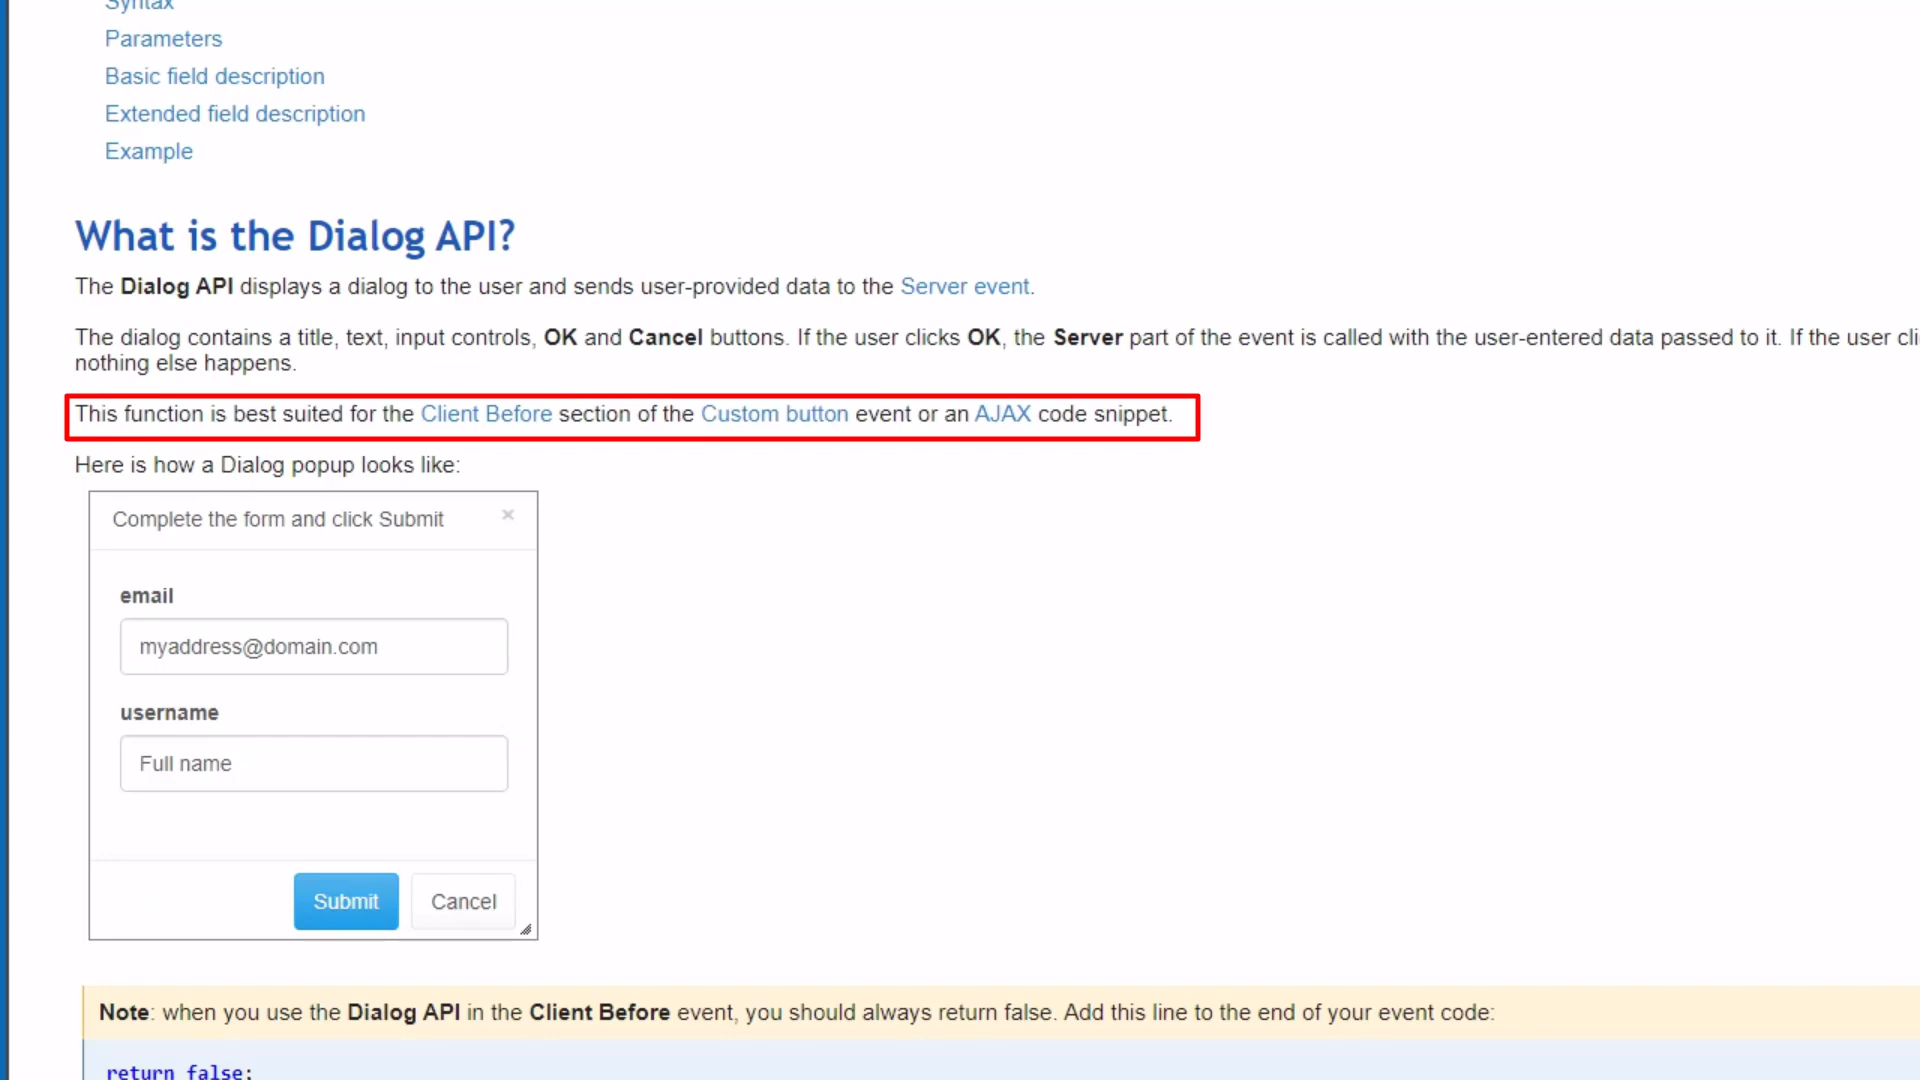 Syntax
Parameters
Basic field description
Extended field description
Example
What is the Dialog API?
The Dialog API displays a dialog to the user and sends user-provided data to the Server event.
The dialog contains a title, text, input controls, OK and Cancel buttons. If the user clicks OK, the Server part of the event is called with the user-entered data passed to it. If the user cli
nothing else happens.
This function is best suited for the Client Before section of the Custom button event or an AJAX code snippet.
Here is how a Dialog popup looks like:
Complete the form and click Submit ×
email
myaddress@domain.com
username
Full name
Submit Cancel
Note: when you use the Dialog API in the Client Before event, you should always return false. Add this line to the end of your event code:
return false;